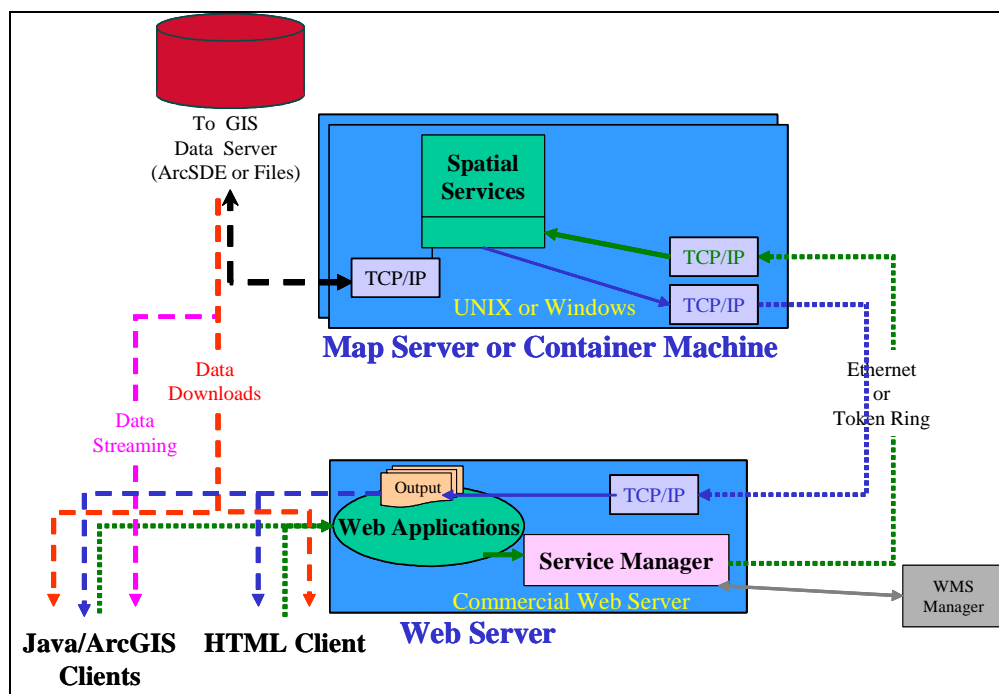 To GIS
Data Server
(ArcSDE or Files)
Spatial
Services
TCP/IP
TCP/IP
TCP/IP
UNIX or Windows
Map Server or Container Machine
Data
Downloads
Data
Streaming
Ethernet
or
Token Ring
Output
TCP/IP
Web Applications
Service Manager
Commercial Web Server
WMS
Manager
Web Server
Java/ArcGIS
Clients
HTML Client